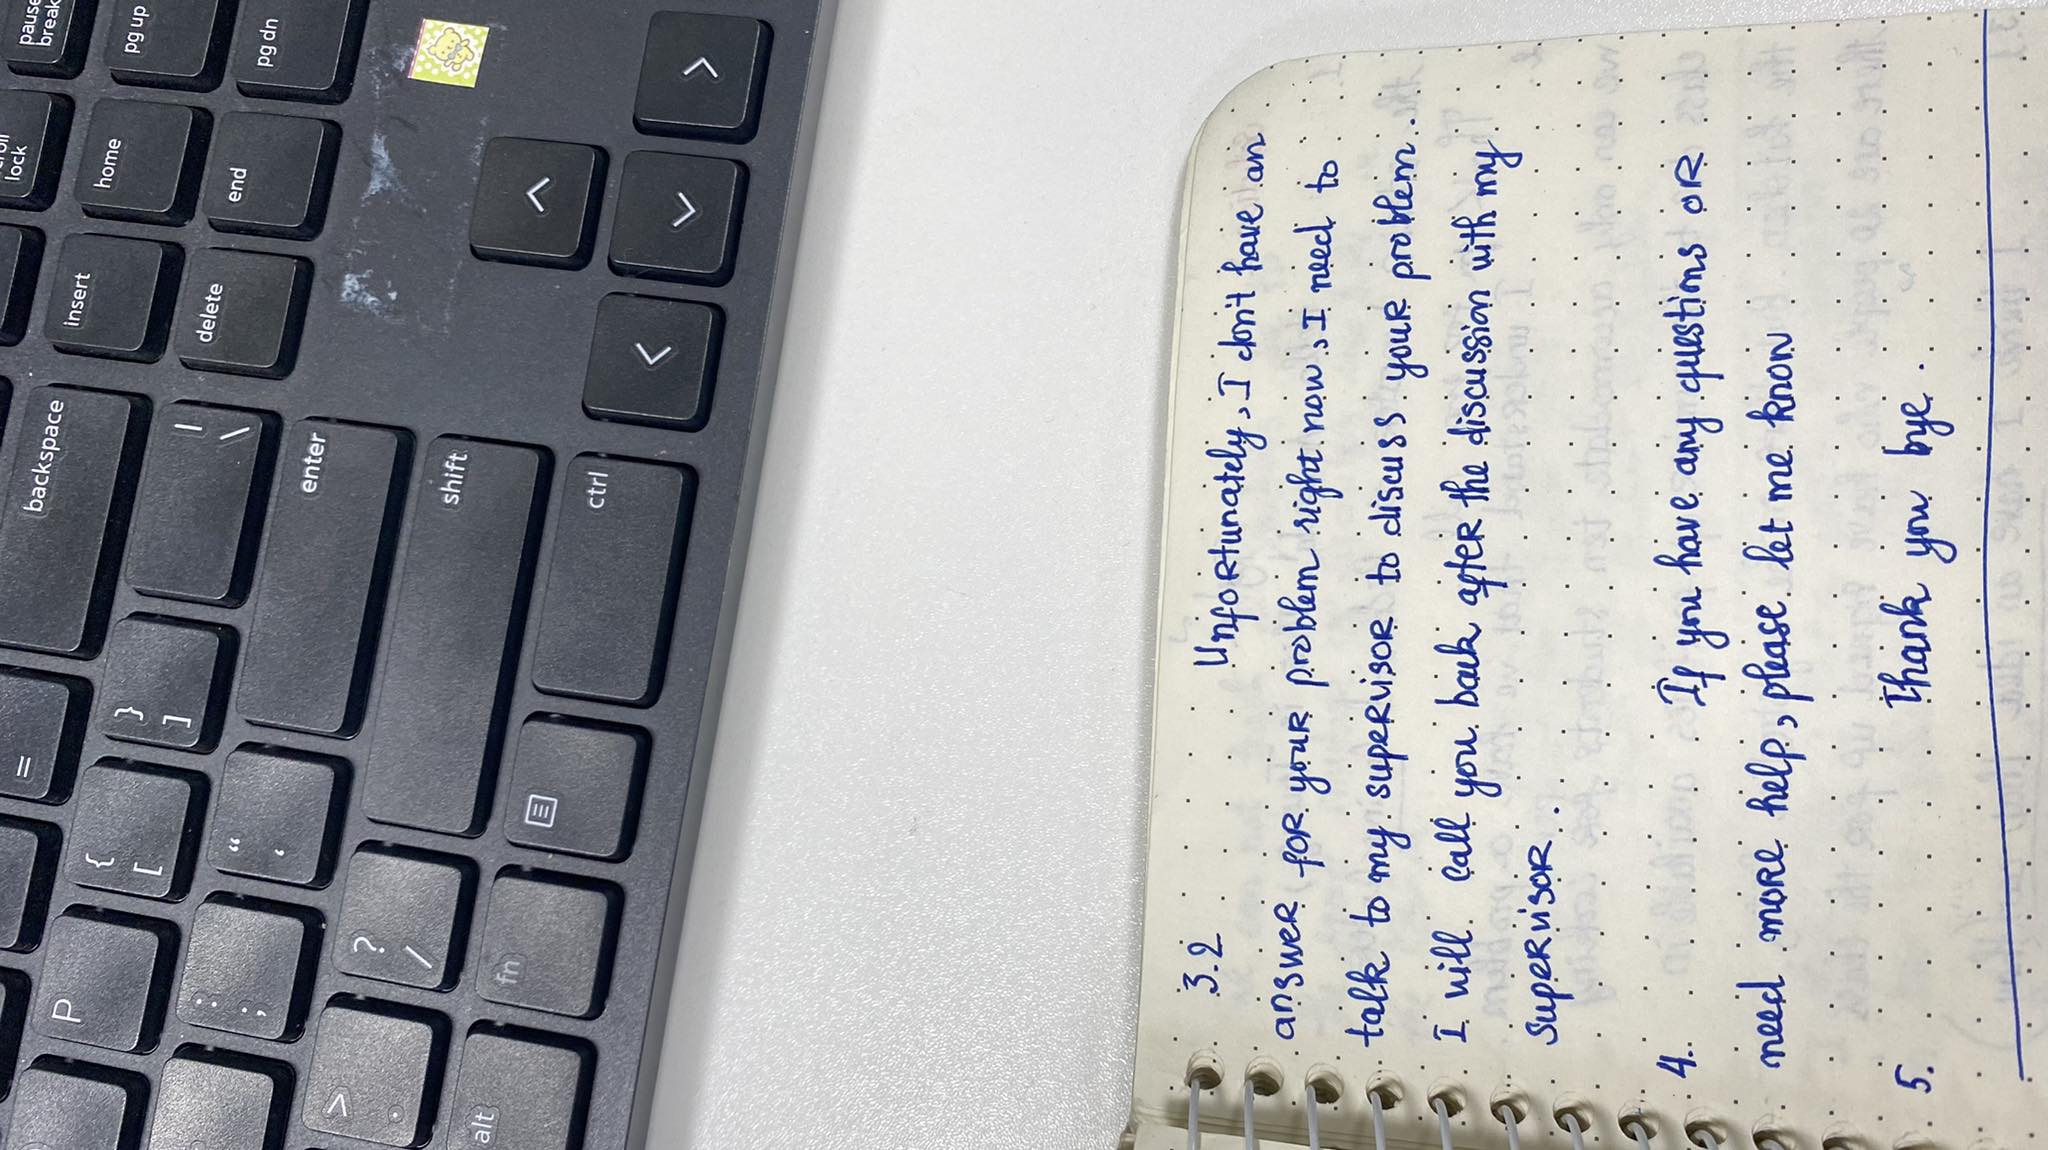 =
backspace
scroll
lock
pause
break
P
{
[
}
]
|
\
insert
home
pg up
:
;
“
‘
enter
delete
end
pg dn
>
.
?
/
shift
alt
fn
ctrl
3.2 Unfortunately, I don't have an
answer for your problem right now, I need to
talk to my supervisor to discuss your problem.
I will call you back after the discussion with my
supervisor.
4. If you have any questions or
need more help, please let me know
5. Thank you bye.